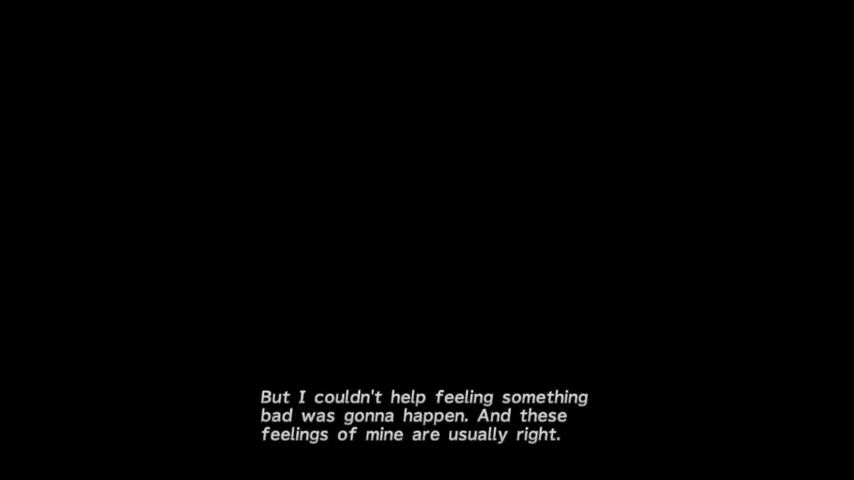 But I couldn't help feeling something
bad was gonna happen. And these
feelings of mine are usually right.